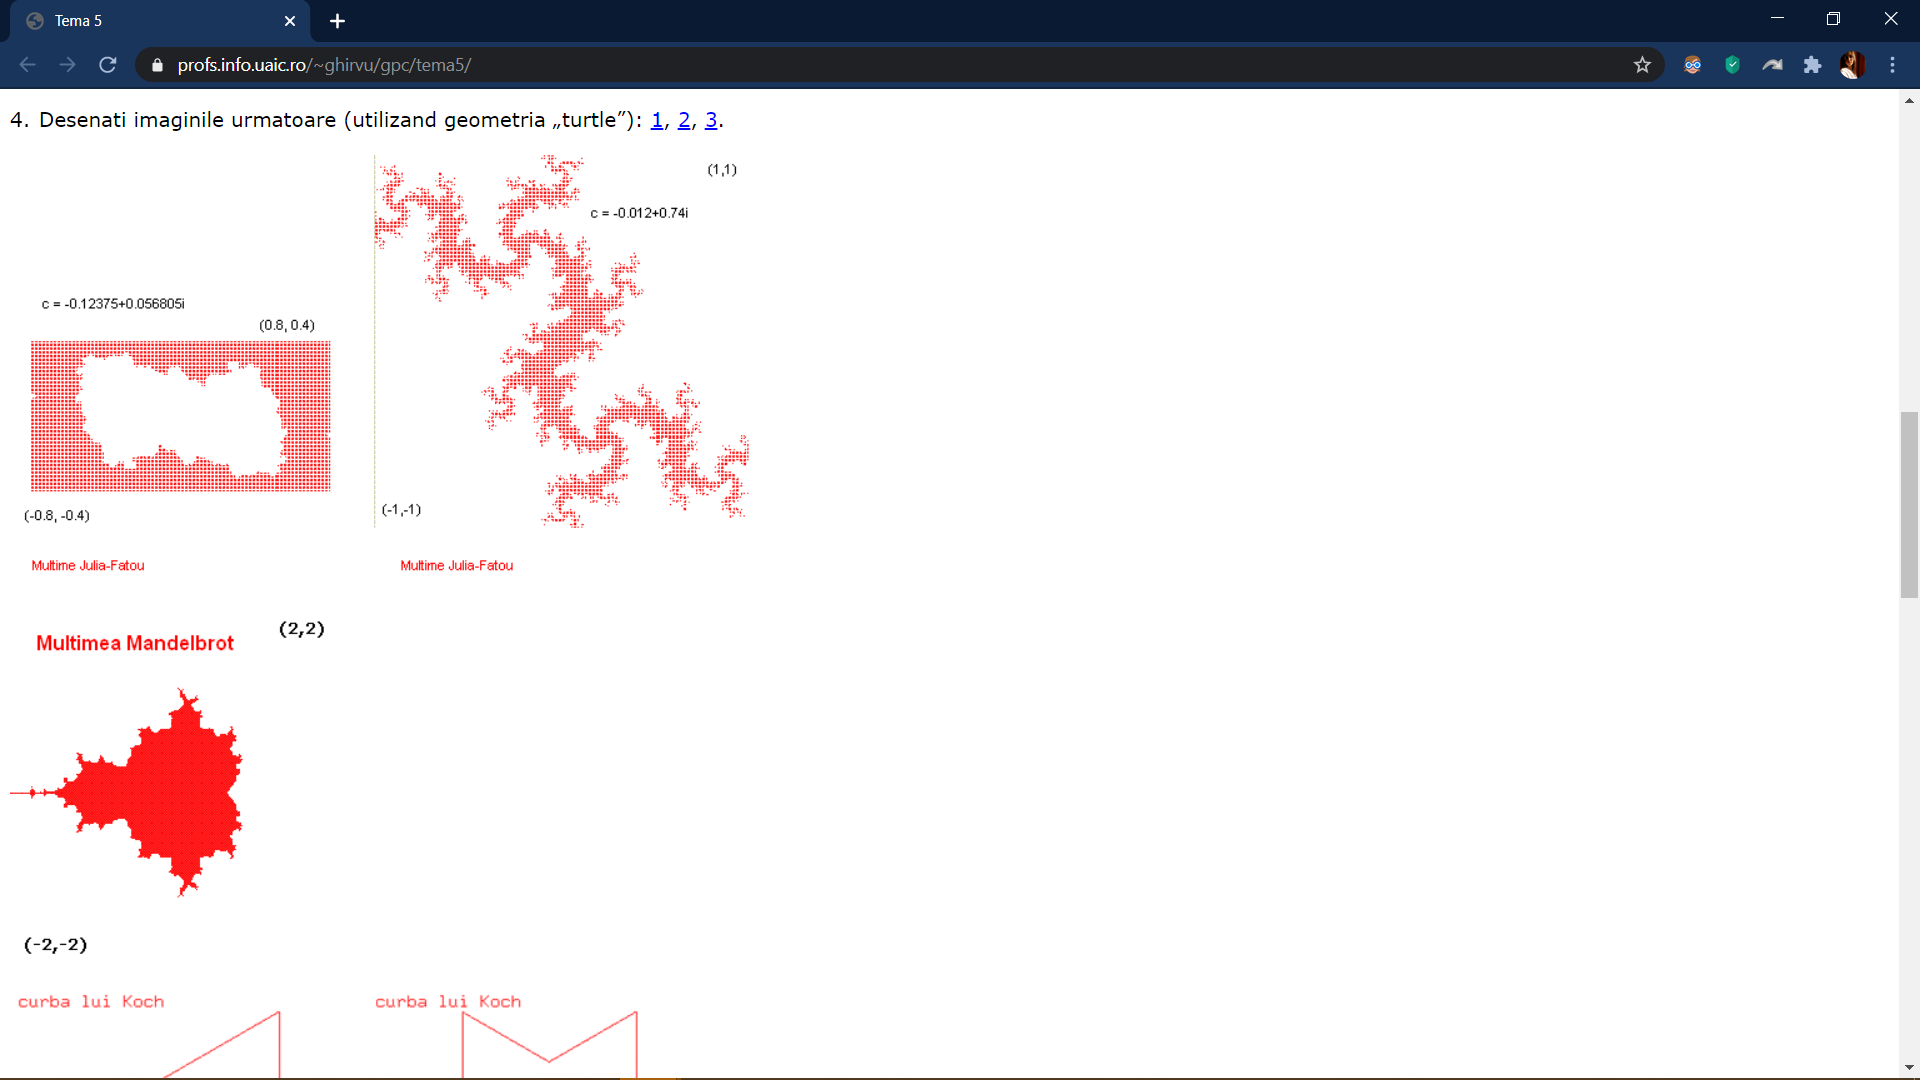 Tema 5
profs.info.uaic.ro/~ghirvu/gpc/tema5/
4. Desenati imaginile urmatoare (utilizand geometria „turtle”): 1, 2, 3.
(1,1)
c = -0.012+0.74i
c = -0.12375+0.056805i
(0.8, 0.4)
(-0.8, -0.4)
(-1,-1)
Multime Julia-Fatou
Multime Julia-Fatou
(2,2)
Multimea Mandelbrot
(-2,-2)
curba lui Koch
curba lui Koch